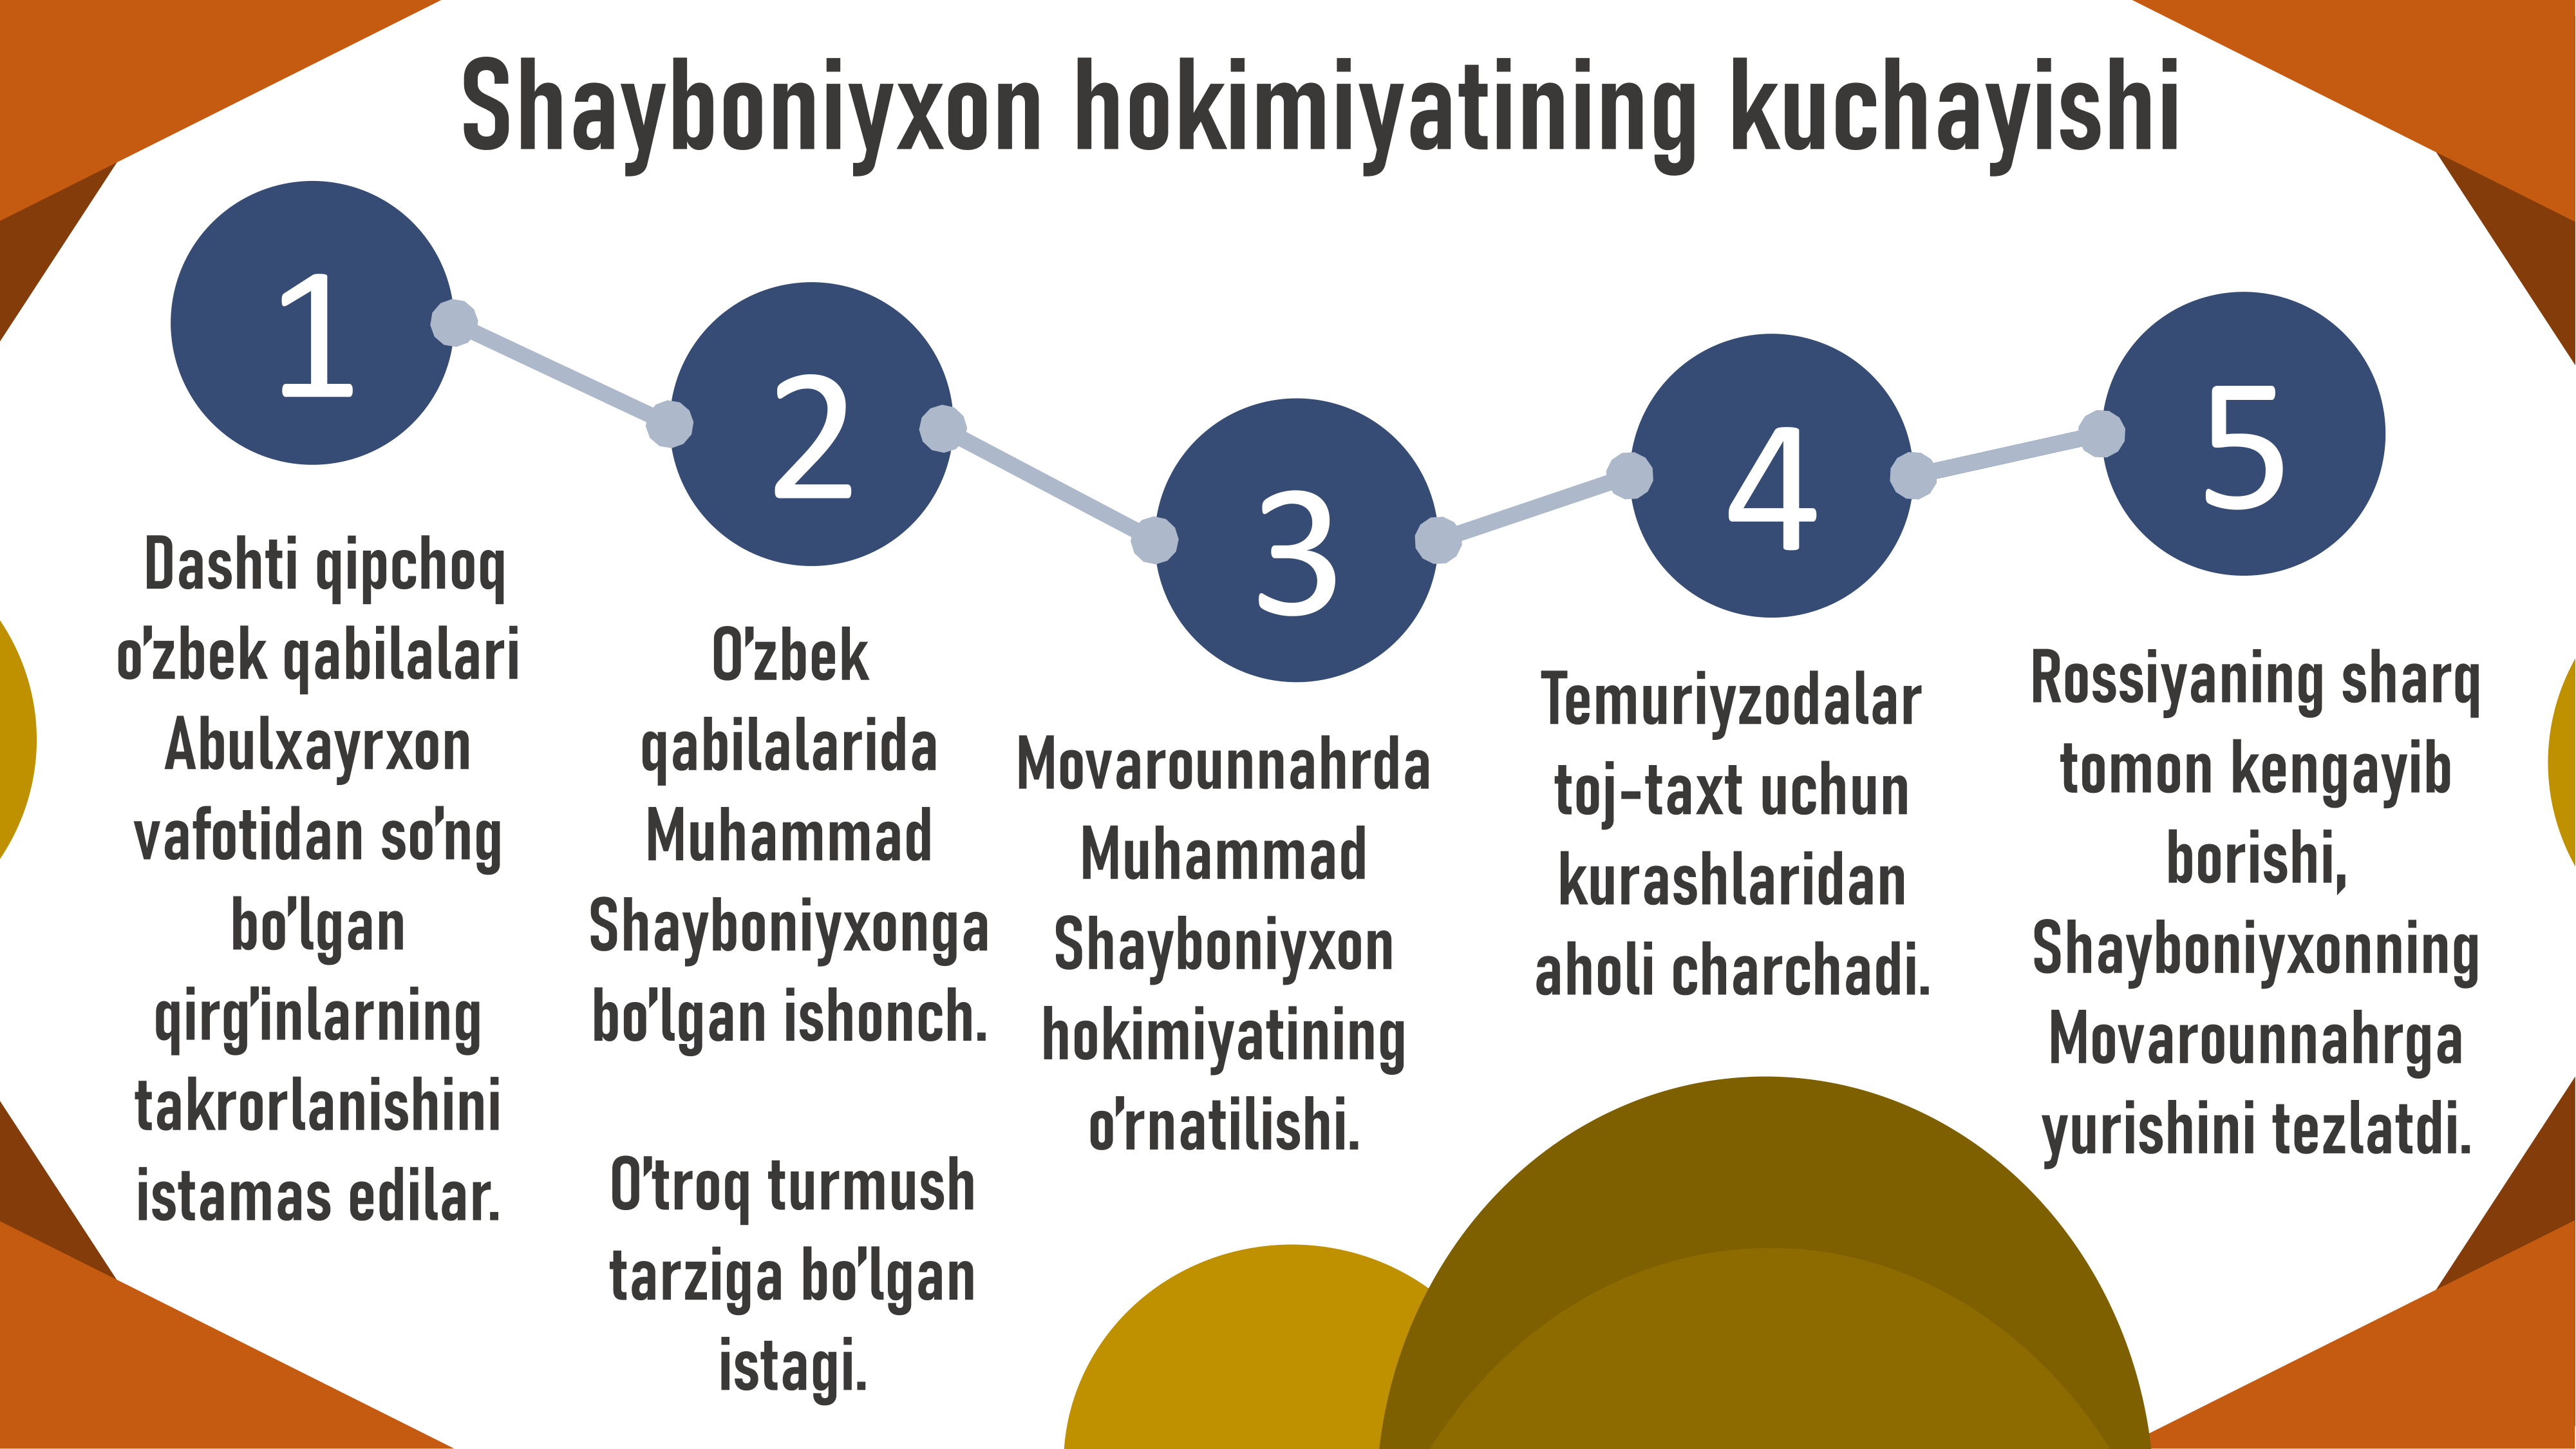 Shayboniyxon hokimiyatining kuchayishi
1
Dashti qipchoq
o'zbek qabilalari
Abulxayrxon
vafotidan so'ng
bo'lgan
qirg'inlarning
takrorlanishini
istamas edilar.
2
O'zbek
qabilalarida
Muhammad
Shayboniyxonga
bo'lgan ishonch.
O'troq turmush
tarziga bo'lgan
istagi.
3
Movarounnahrda
Muhammad
Shayboniyxon
hokimiyatining
o'rnatilishi.
4
Temuriyzodalar
toj-taxt uchun
kurashlaridan
aholi charchadi.
5
Rossiyaning sharq
tomon kengayib
borishi,
Shayboniyxonning
Movarounnahrga
yurishini tezlatdi.